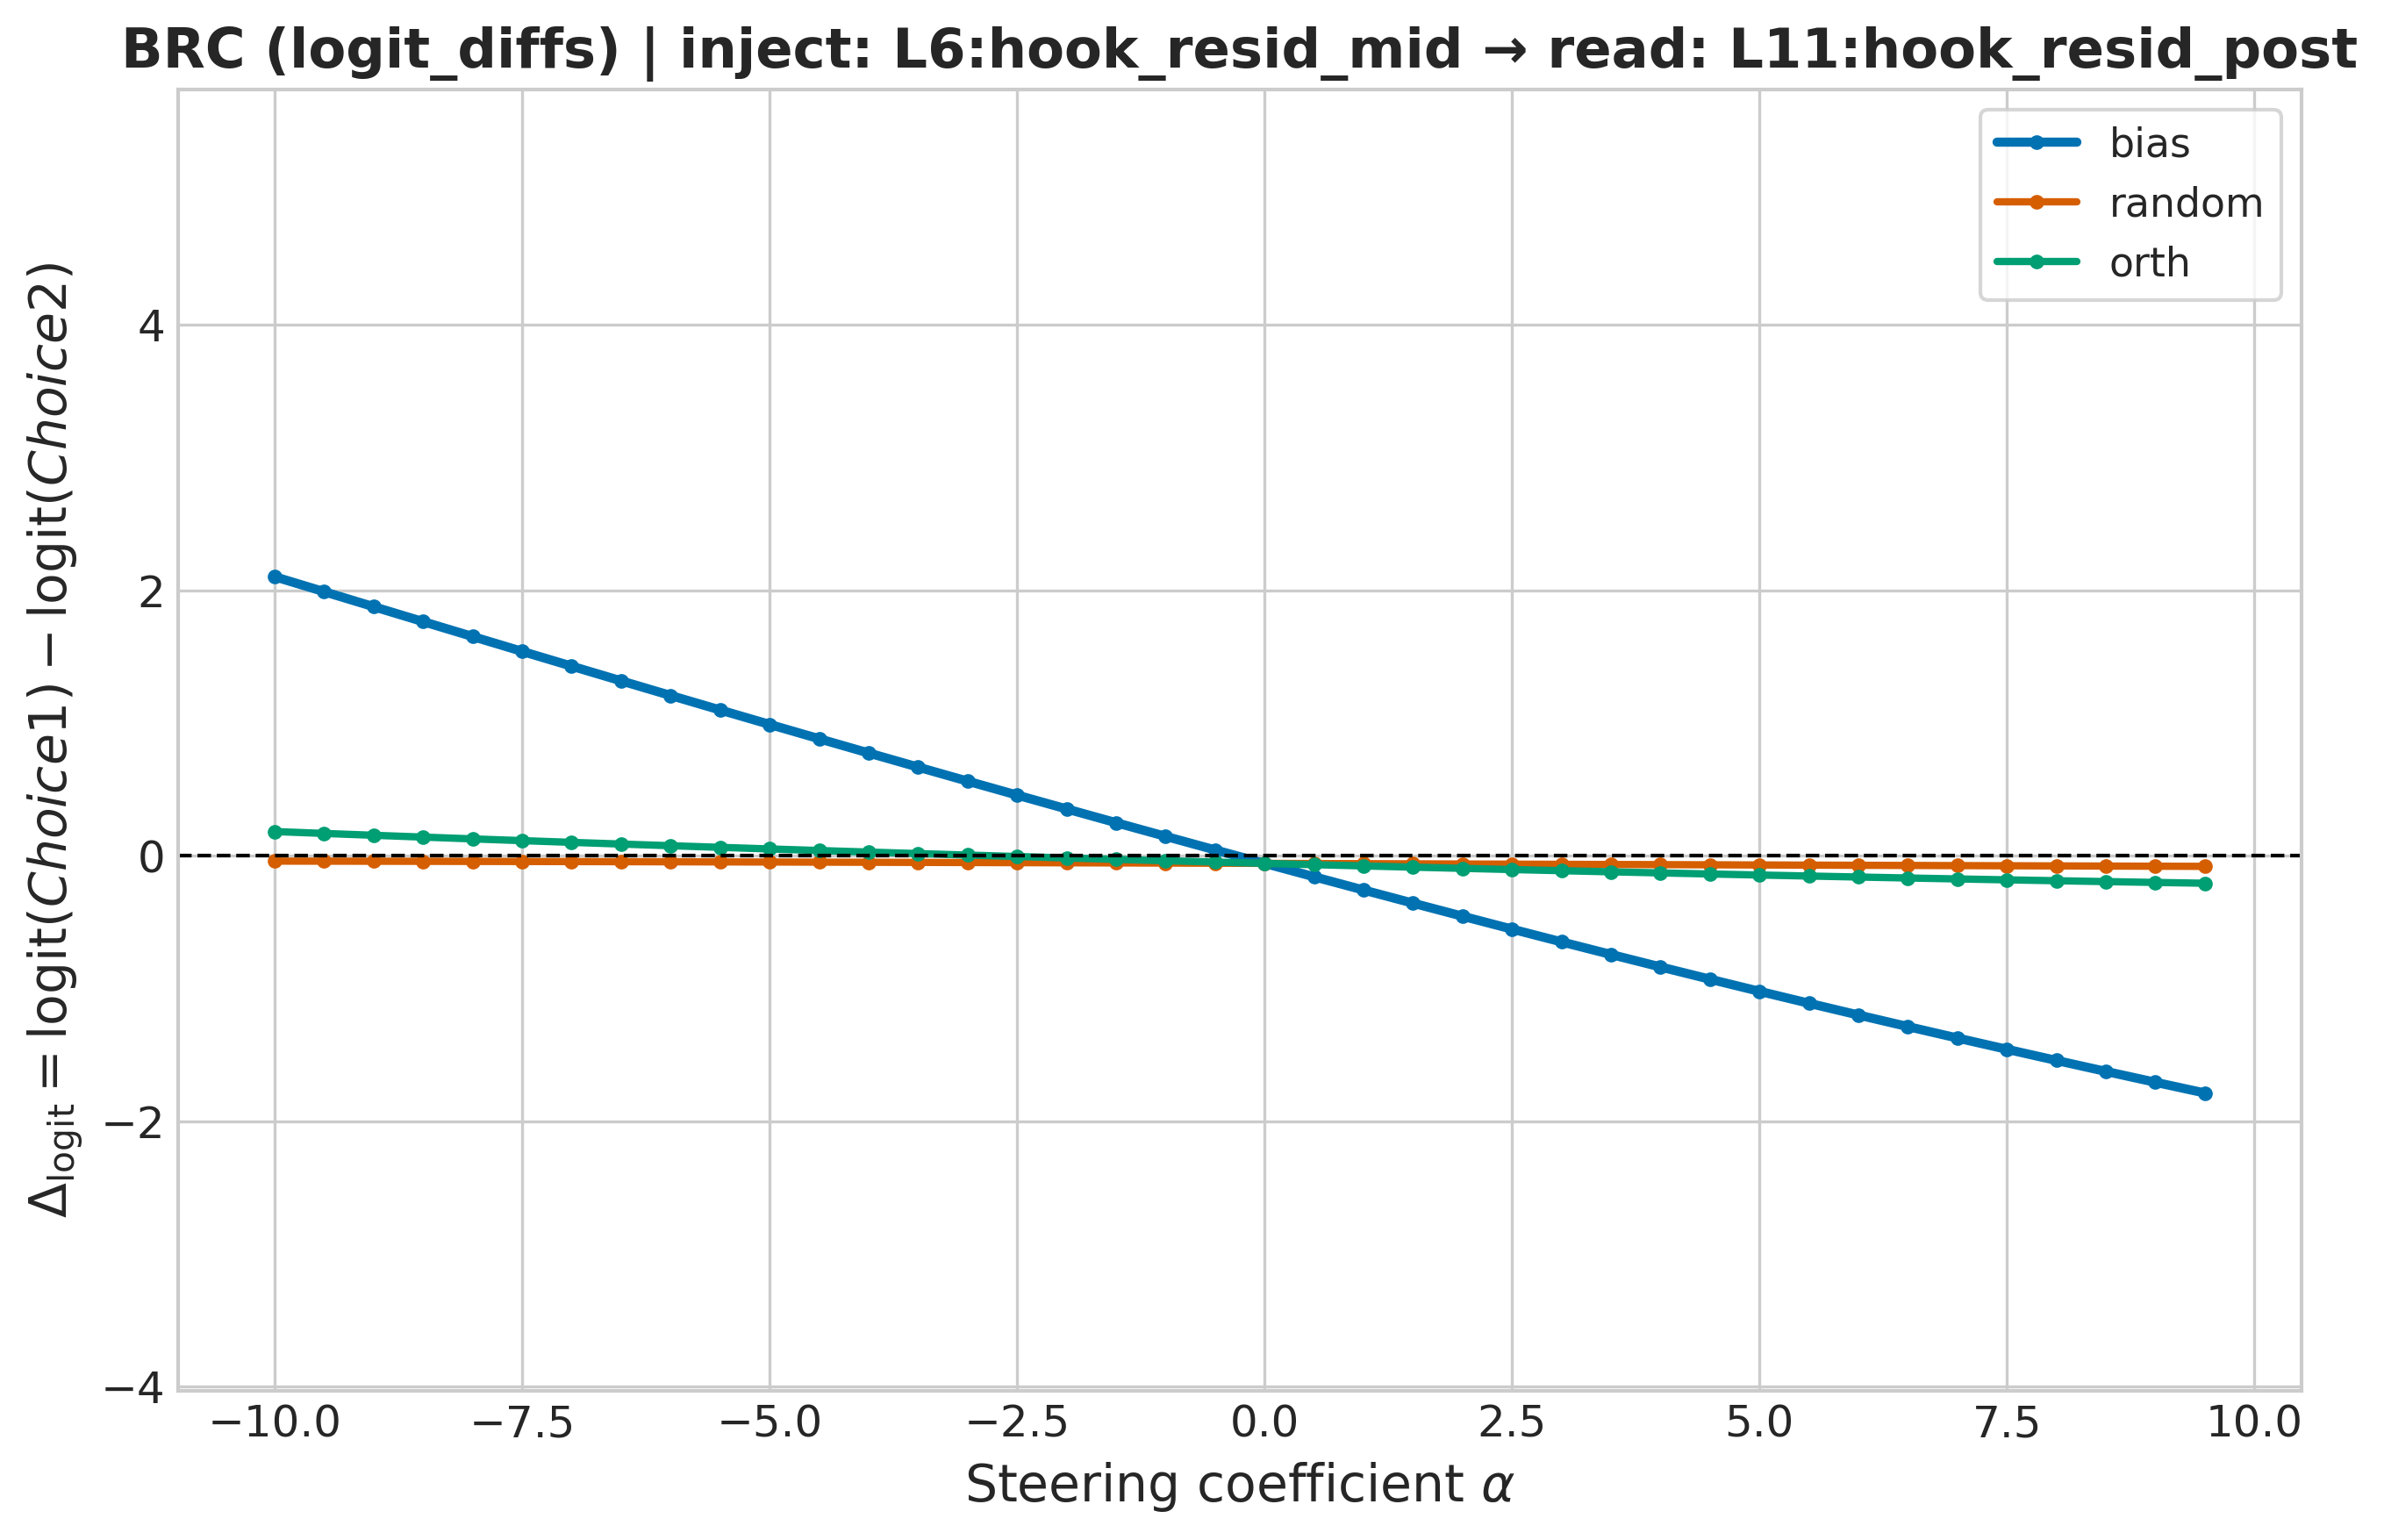 BRC (logit_diffs) | inject: L6:hook_resid_mid → read: L11:hook_resid_post
Δlogit = logit(Choice1) − logit(Choice2)
4
2
0
−2
−4
bias
random
orth
−10.0 −7.5 −5.0 −2.5 0.0 2.5 5.0 7.5 10.0
Steering coefficient α